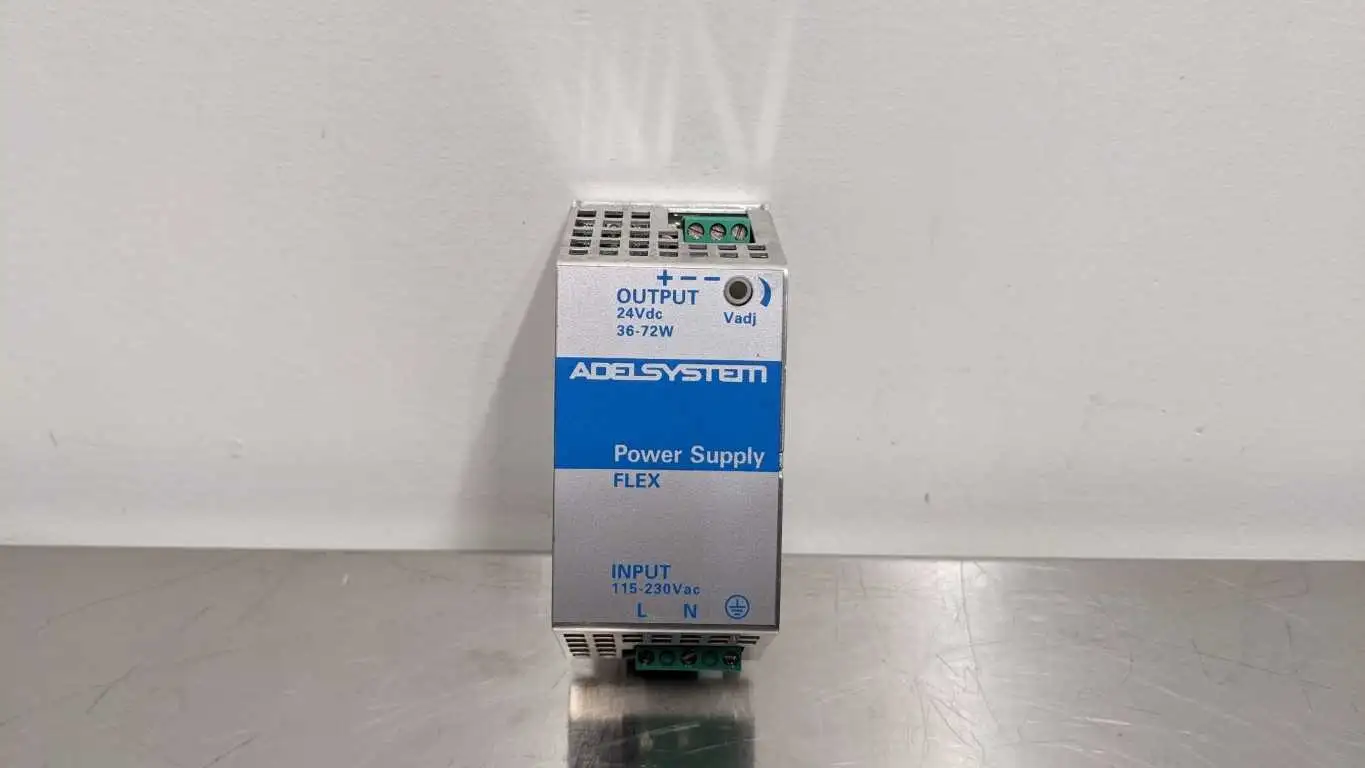 + − −
OUTPUT
24Vdc
36-72W
Vadj
ADELSYSTEM
Power Supply
FLEX
INPUT
115-230Vac
L N